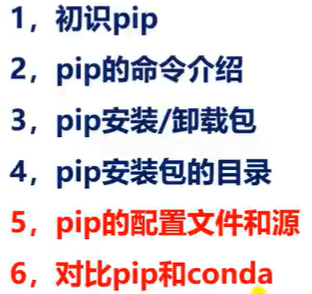 1，初识pip
2，pip的命令介绍
3，pip安装/卸载包
4，pip安装包的目录
5，pip的配置文件和源
6，对比pip和conda